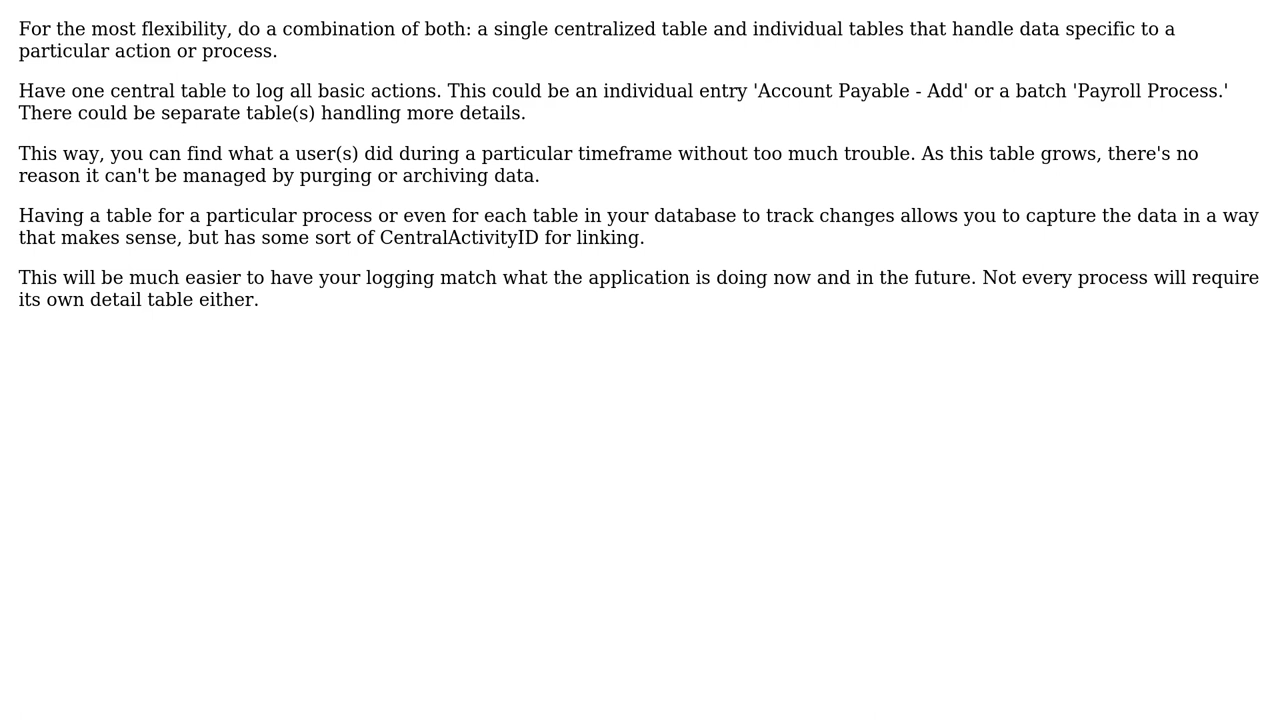 For the most flexibility, do a combination of both: a single centralized table and individual tables that handle data specific to a
particular action or process.
Have one central table to log all basic actions. This could be an individual entry 'Account Payable - Add' or a batch 'Payroll Process.'
There could be separate table(s) handling more details.
This way, you can find what a user(s) did during a particular timeframe without too much trouble. As this table grows, there's no
reason it can't be managed by purging or archiving data.
Having a table for a particular process or even for each table in your database to track changes allows you to capture the data in a way
that makes sense, but has some sort of CentralActivityID for linking.
This will be much easier to have your logging match what the application is doing now and in the future. Not every process will require
its own detail table either.